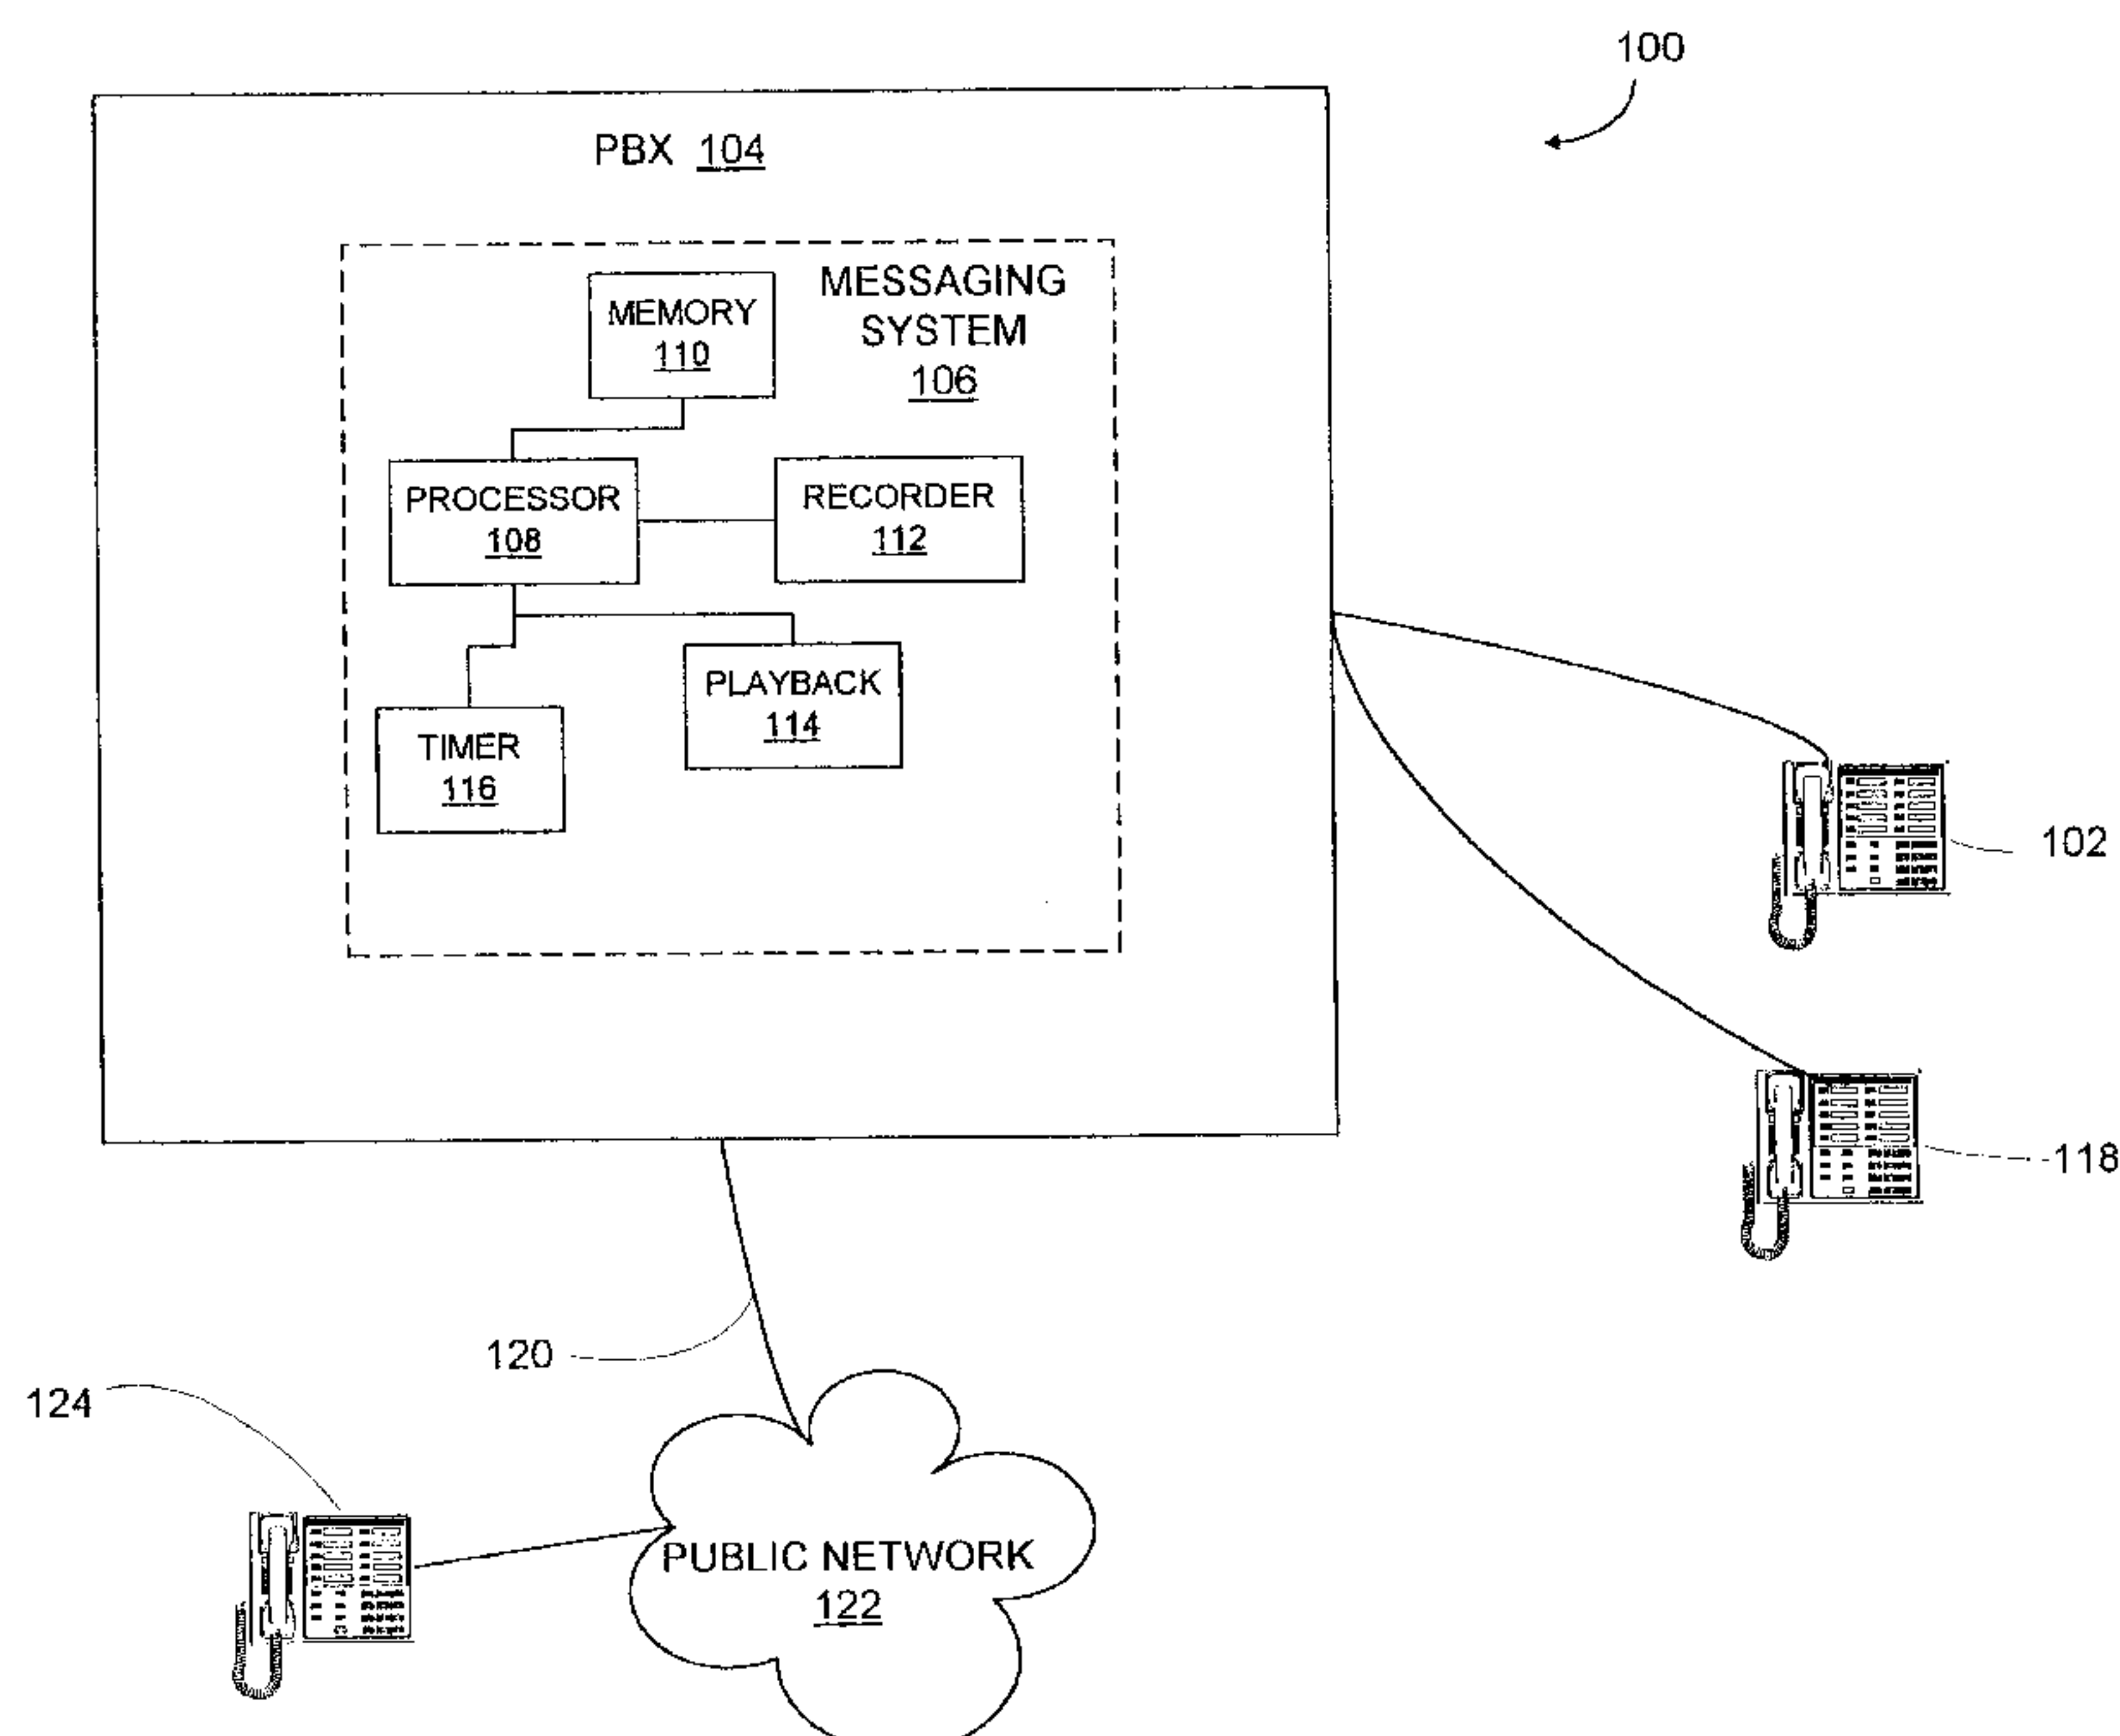 100
PBX 104
MESSAGING
SYSTEM
106
MEMORY
110
PROCESSOR
108
RECORDER
112
PLAYBACK
114
TIMER
116
102
118
120
124
PUBLIC NETWORK
122